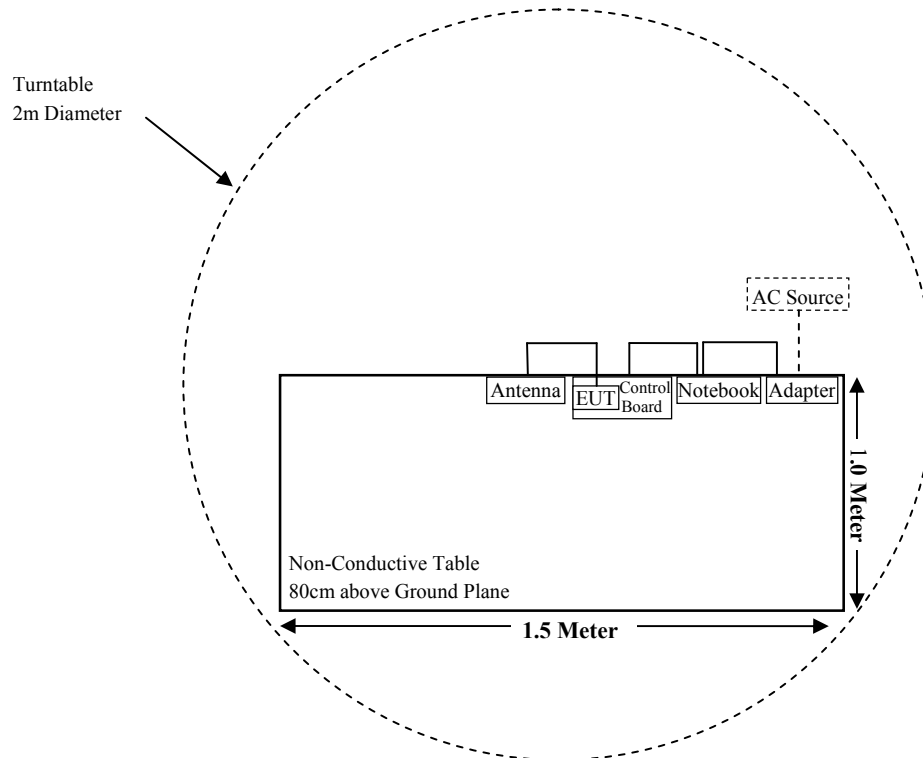 Turntable
2m Diameter
AC Source
Antenna
EUT
Control
Board
Notebook
Adapter
1.0 Meter
Non-Conductive Table
80cm above Ground Plane
1.5 Meter